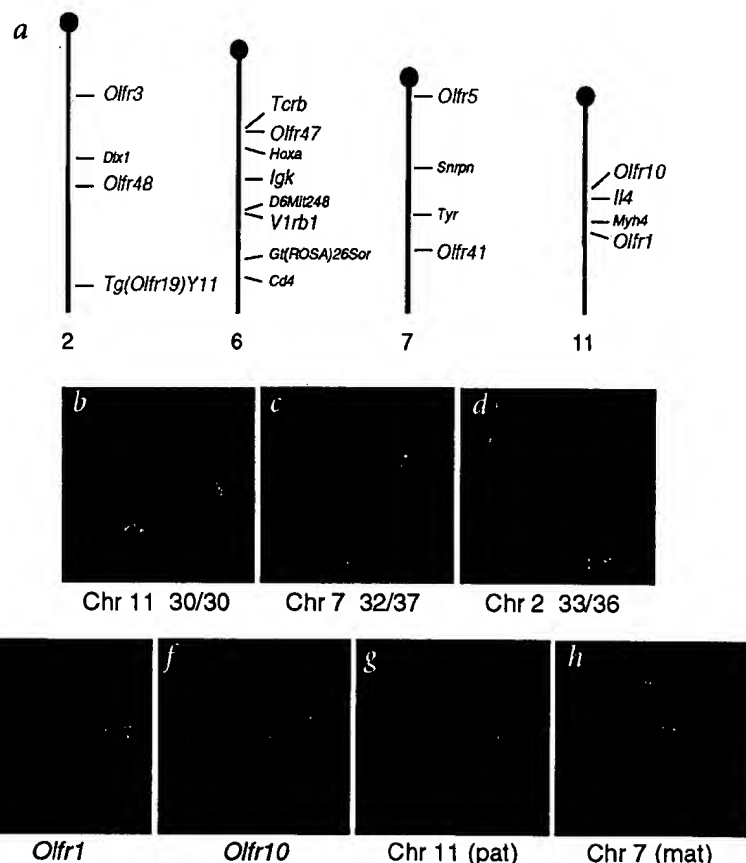 a
Olfr3
Dlx1
Olfr48
Tg(Olfr19)Y11
2
Tcrb
Olfr47
Hoxa
Igk
D6Mit248
V1rb1
Gt(ROSA)26Sor
Cd4
6
Olfr5
Snrpn
Tyr
Olfr41
7
Olfr10
Il4
Myh4
Olfr1
11
b
c
d
Chr 11 30/30
Chr 7 32/37
Chr 2 33/36
f
g
h
Olfr1
Olfr10
Chr 11 (pat)
Chr 7 (mat)